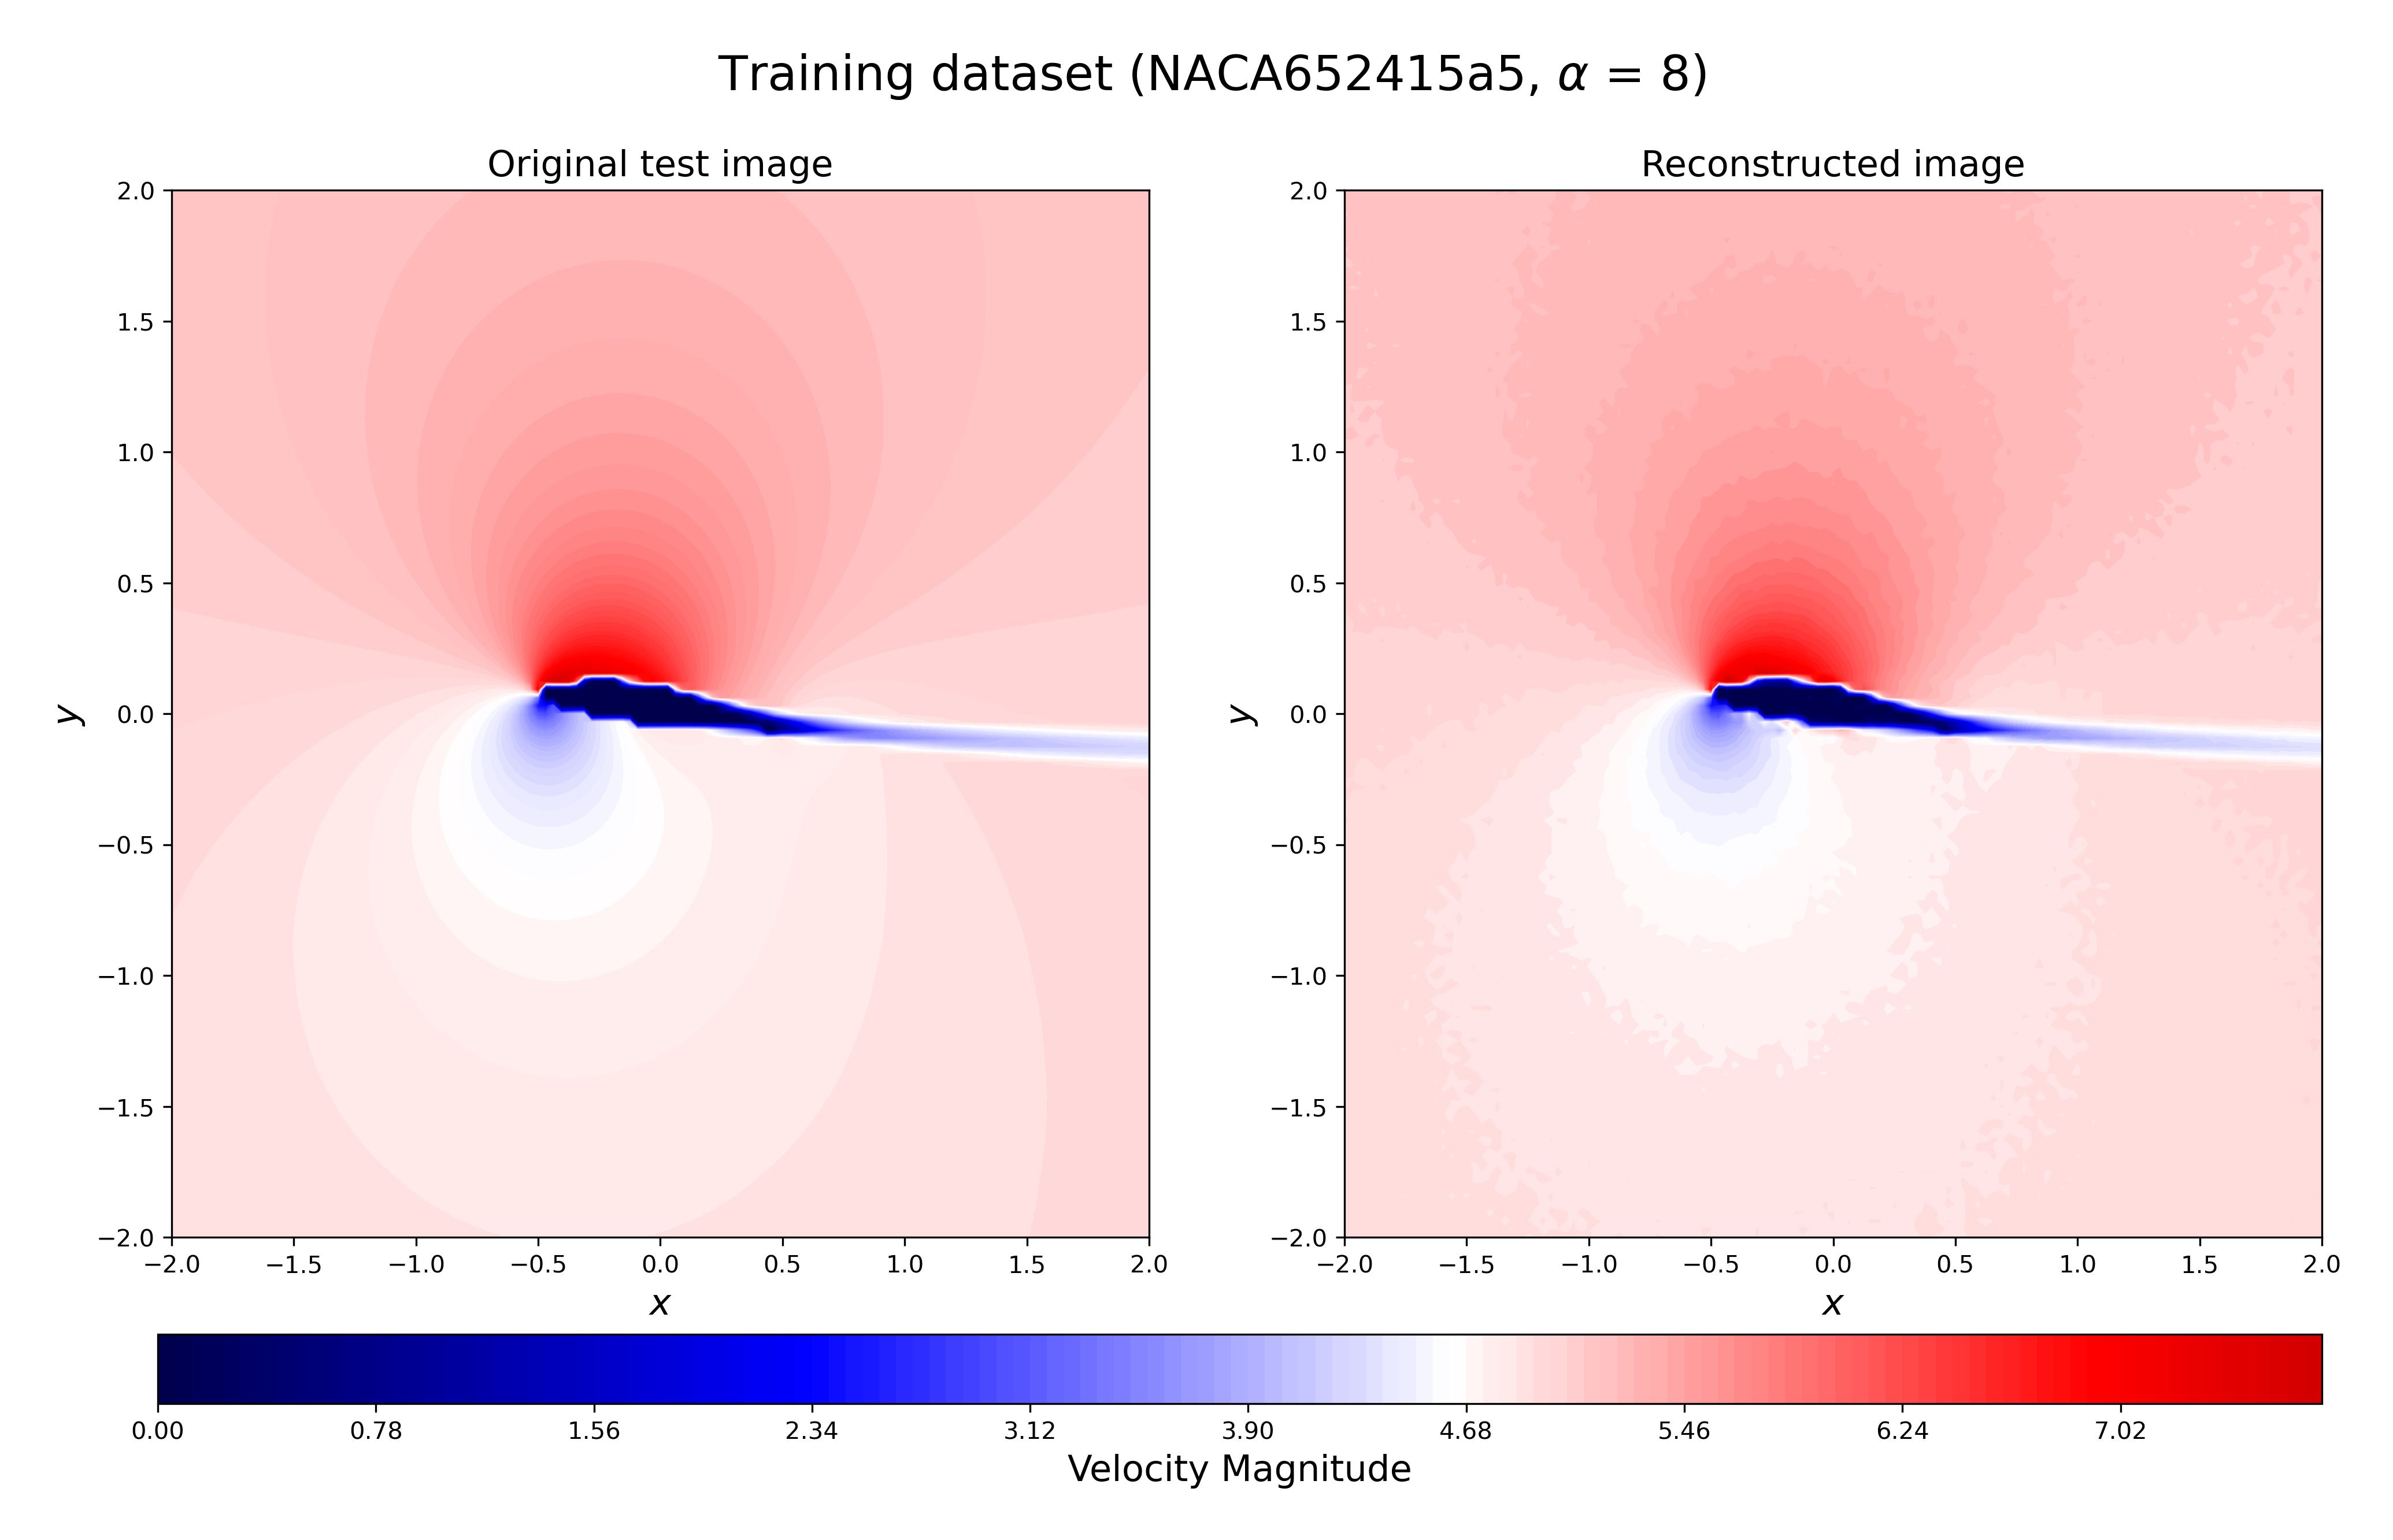 Training dataset (NACA652415a5, α = 8)
Original test image
2.0
1.5
1.0
0.5
0.0
−0.5
−1.0
−1.5
−2.0
y
−2.0 −1.5 −1.0 −0.5 0.0 0.5 1.0 1.5 2.0
x
Reconstructed image
2.0
1.5
1.0
0.5
0.0
−0.5
−1.0
−1.5
−2.0
y
−2.0 −1.5 −1.0 −0.5 0.0 0.5 1.0 1.5 2.0
x
0.00 0.78 1.56 2.34 3.12 3.90 4.68 5.46 6.24 7.02
Velocity Magnitude